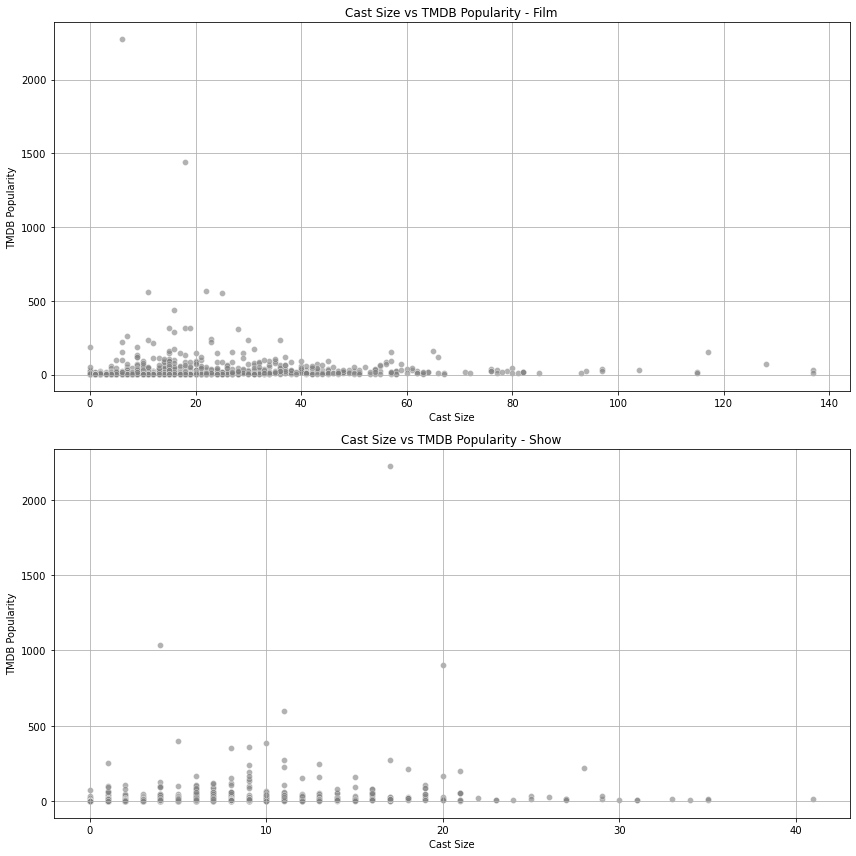 Cast Size vs TMDB Popularity - Film
2000
1500
1000
500
0
TMDB Popularity
0 20 40 60 80 100 120 140
Cast Size
Cast Size vs TMDB Popularity - Show
2000
1500
1000
500
0
TMDB Popularity
0 10 20 30 40
Cast Size